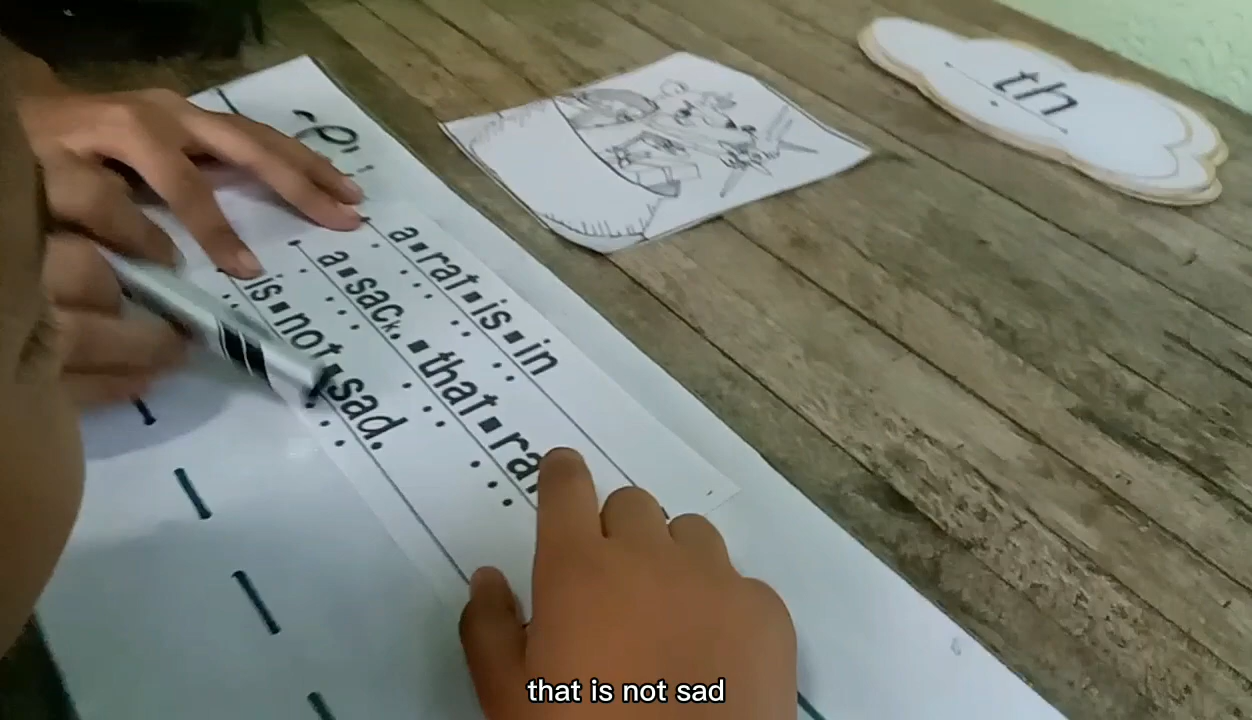 th
a▪rat▪is▪in
a▪sack.▪that▪ra
is▪not▪sad.
that is not sad